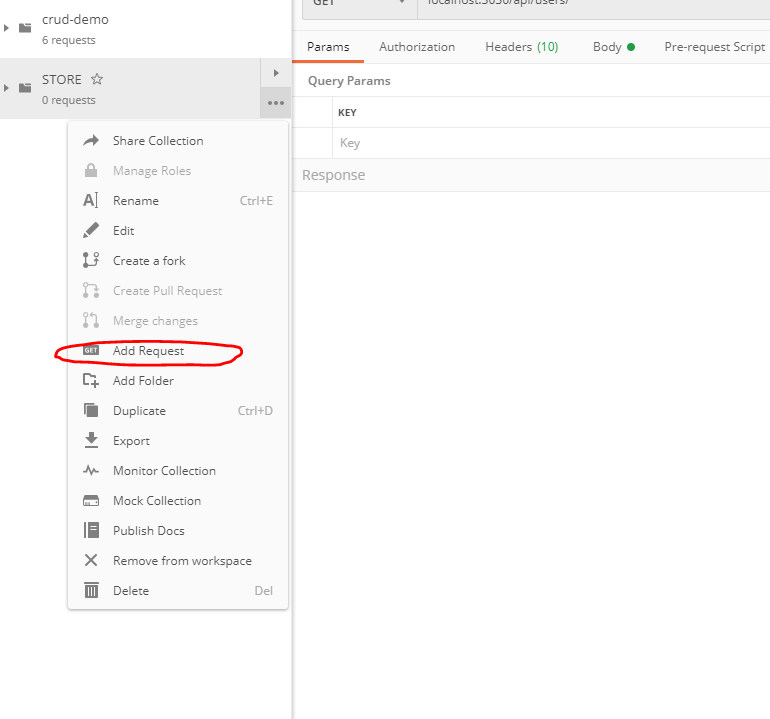 crud-demo
6 requests
STORE
0 requests
Share Collection
Manage Roles
Rename Ctrl+E
Edit
Create a fork
Create Pull Request
Merge changes
GET Add Request
Add Folder
Duplicate Ctrl+D
Export
Monitor Collection
Mock Collection
Publish Docs
Remove from workspace
Delete Del
GET localhost:3030/api/users/
Params Authorization Headers (10) Body Pre-request Script
Query Params
KEY
Key
Response